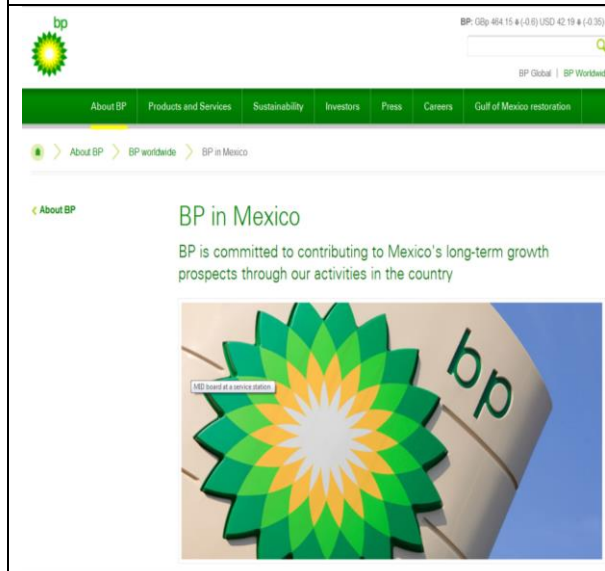 bp
BP: GBp 464.15 (-0.6) USD 42.19 (-0.35)
BP Global | BP Worldwid
About BP Products and Services Sustainability Investors Press Careers Gulf of Mexico restoration
About BP BP worldwide BP in Mexico
About BP
BP in Mexico
BP is committed to contributing to Mexico's long-term growth
prospects through our activities in the country
bp
MID board at a service station